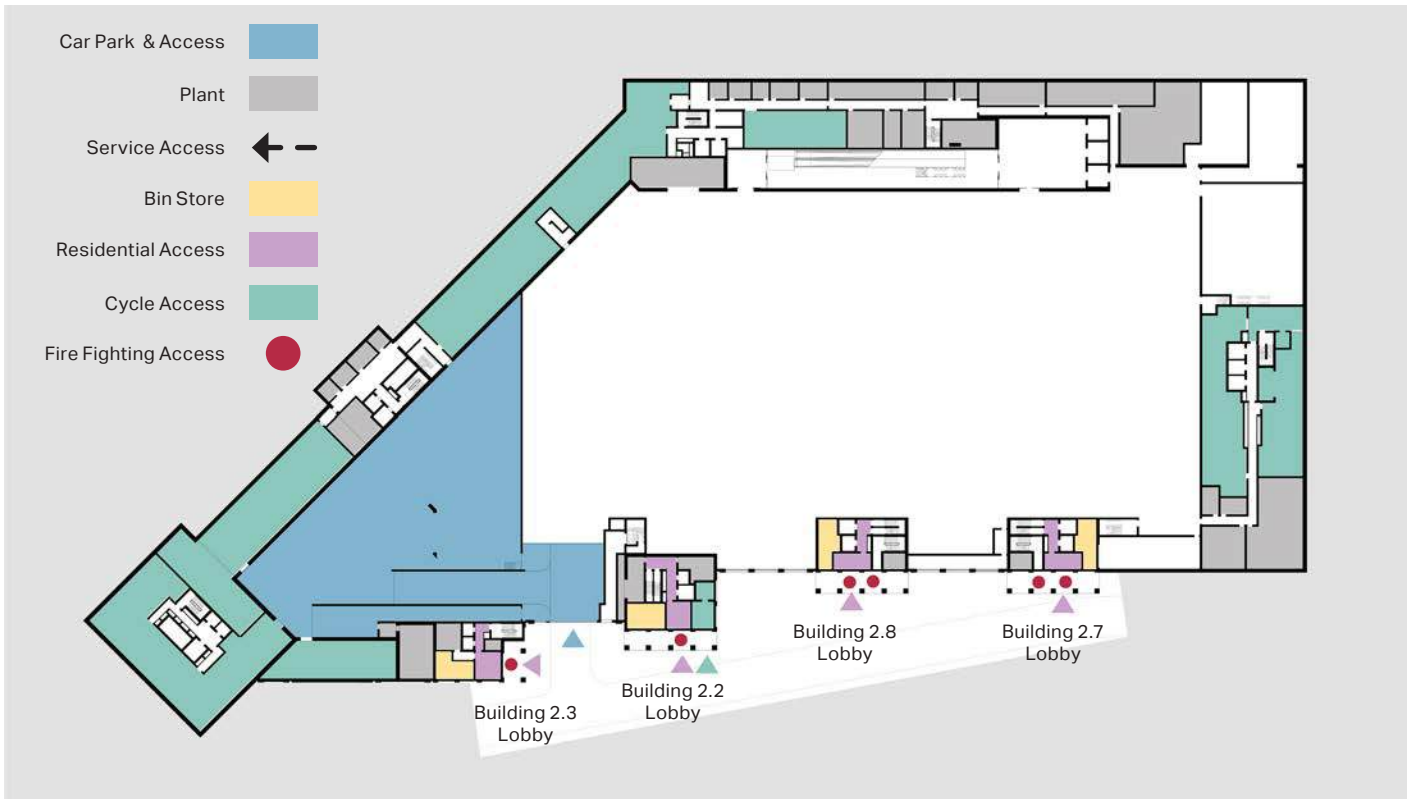 Car Park & Access
Plant
Service Access
Bin Store
Residential Access
Cycle Access
Fire Fighting Access
Building 2.8
Lobby
Building 2.7
Lobby
Building 2.2
Lobby
Building 2.3
Lobby